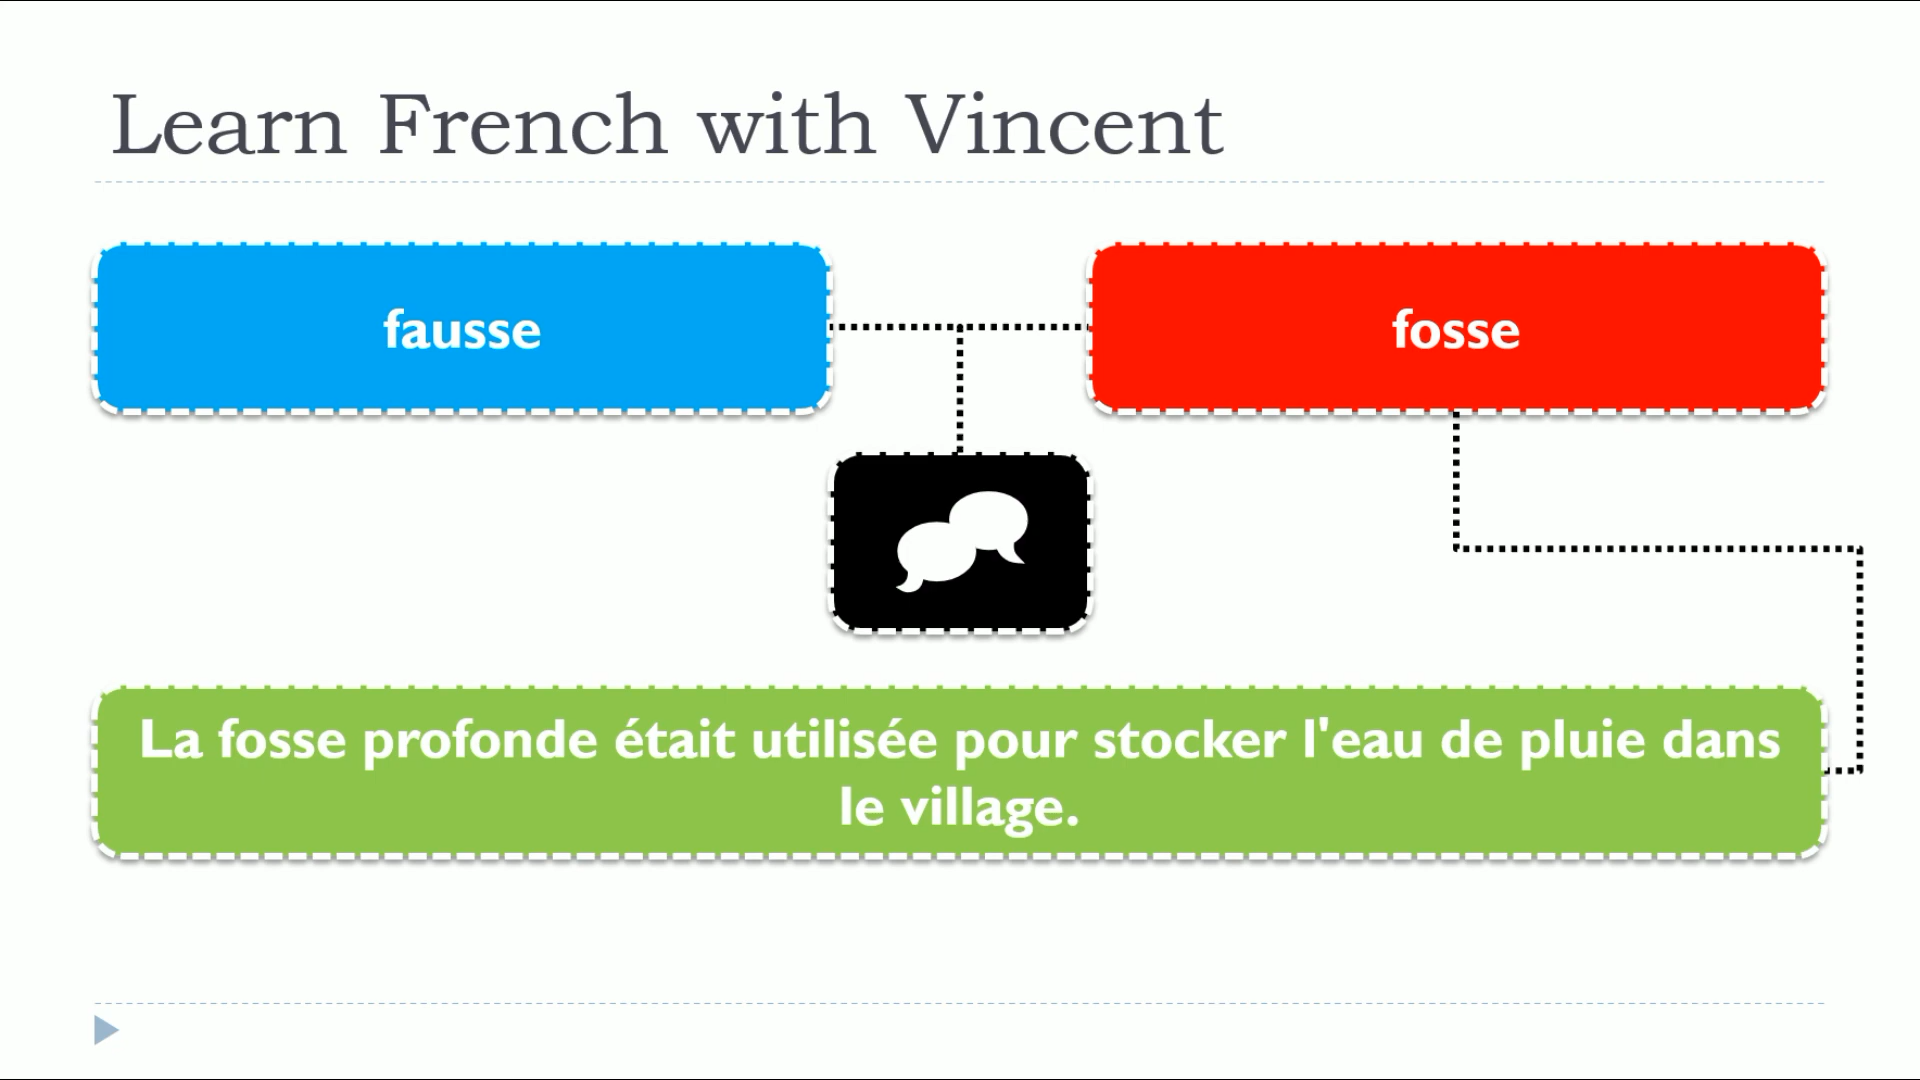 Learn French with Vincent
fausse
fosse
La fosse profonde était utilisée pour stocker l'eau de pluie dans
le village.